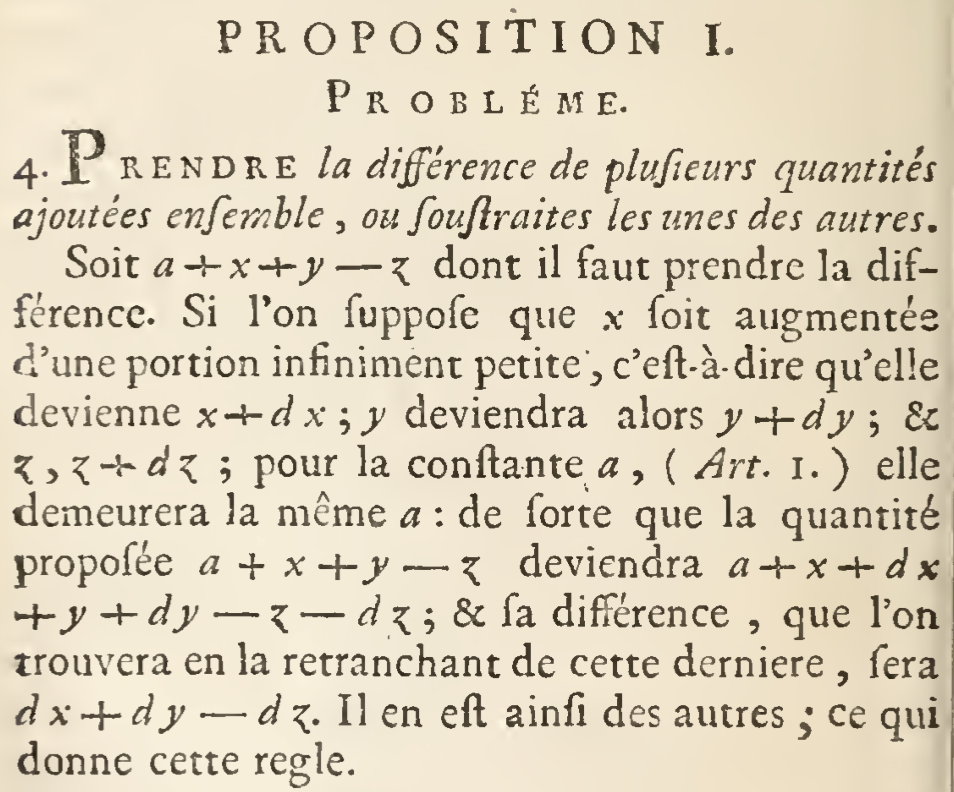 PROPOSITION I.
PROBLÉME.
4. PRENDRE la différence de pluſieurs quantités
ajoutées enſemble, ou ſouſtraites les unes des autres.
Soit a + x + y — z dont il faut prendre la dif-
férence. Si l'on ſuppoſe que x ſoit augmentée
d'une portion infiniment petite, c'eſt-à-dire qu'elle
devienne x + dx ; y deviendra alors y + dy ; &
z, z + dz ; pour la conſtante a, (Art. 1.) elle
demeurera la même a : de ſorte que la quantité
propoſée a + x + y — z deviendra a + x + dx
+ y + dy — z — dz ; & ſa différence, que l'on
trouvera en la retranchant de cette derniere, ſera
dx + dy — dz. Il en eſt ainſi des autres ; ce qui
donne cette regle.